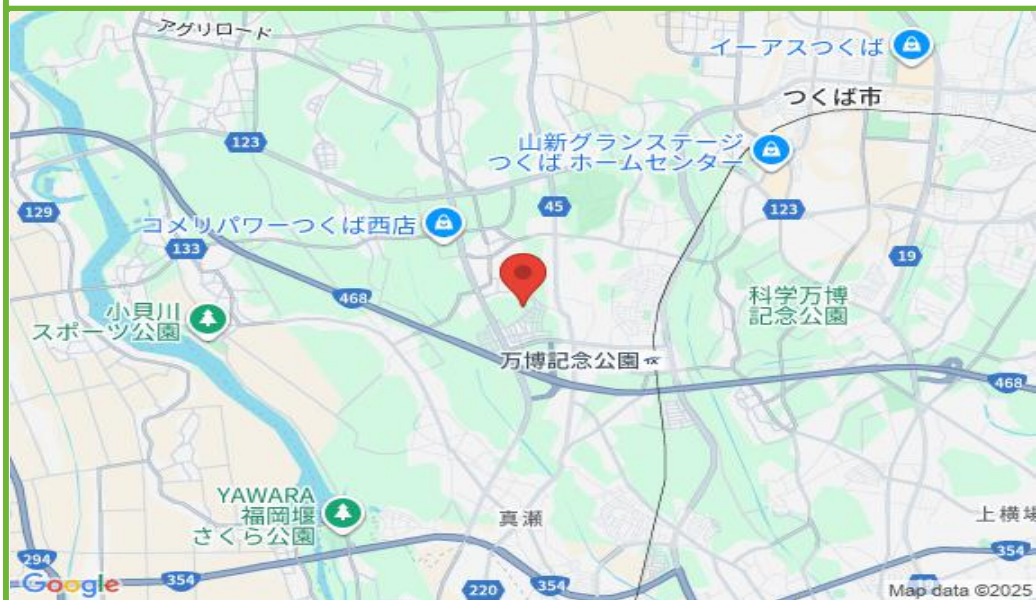 アグリロード
イーアスつくば
つくば市
123
山新グランステージ
つくば ホームセンター
129
コメリパワーつくば西店
45
123
133
19
468
小貝川
スポーツ公園
科学万博
記念公園
万博記念公園
468
YAWARA
福岡堰
さくら公園
真瀬
上横場
294
354
354
354
220
Google
Map data ©2025